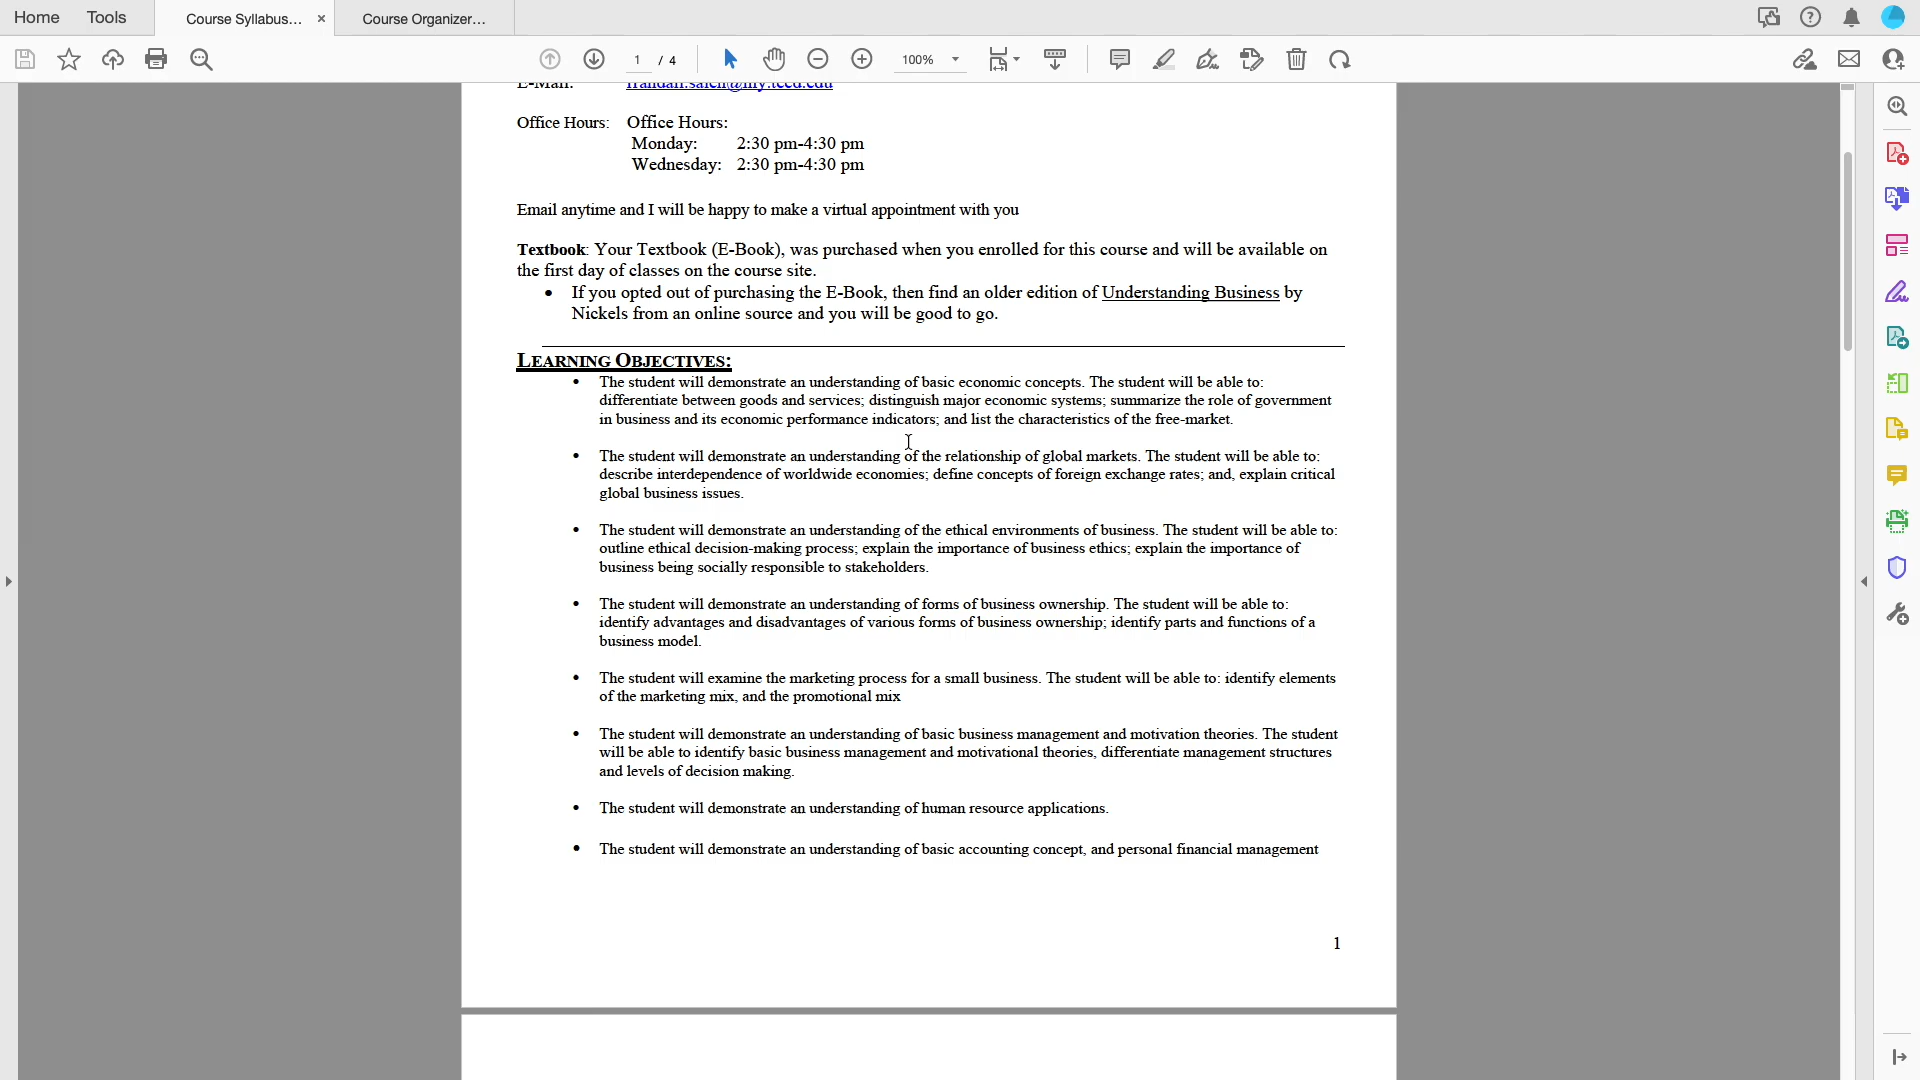 Home Tools Course Syllabus... × Course Organizer...
1 / 4 100%
E-Mail:
Office Hours: Office Hours:
Monday: 2:30 pm-4:30 pm
Wednesday: 2:30 pm-4:30 pm
Email anytime and I will be happy to make a virtual appointment with you
Textbook: Your Textbook (E-Book), was purchased when you enrolled for this course and will be available on
the first day of classes on the course site.
• If you opted out of purchasing the E-Book, then find an older edition of Understanding Business by
Nickels from an online source and you will be good to go.
LEARNING OBJECTIVES:
• The student will demonstrate an understanding of basic economic concepts. The student will be able to:
differentiate between goods and services; distinguish major economic systems; summarize the role of government
in business and its economic performance indicators; and list the characteristics of the free-market.
• The student will demonstrate an understanding of the relationship of global markets. The student will be able to:
describe interdependence of worldwide economies; define concepts of foreign exchange rates; and, explain critical
global business issues.
• The student will demonstrate an understanding of the ethical environments of business. The student will be able to:
outline ethical decision-making process; explain the importance of business ethics; explain the importance of
business being socially responsible to stakeholders.
• The student will demonstrate an understanding of forms of business ownership. The student will be able to:
identify advantages and disadvantages of various forms of business ownership; identify parts and functions of a
business model.
• The student will examine the marketing process for a small business. The student will be able to: identify elements
of the marketing mix, and the promotional mix
• The student will demonstrate an understanding of basic business management and motivation theories. The student
will be able to identify basic business management and motivational theories, differentiate management structures
and levels of decision making.
• The student will demonstrate an understanding of human resource applications.
• The student will demonstrate an understanding of basic accounting concept, and personal financial management
1